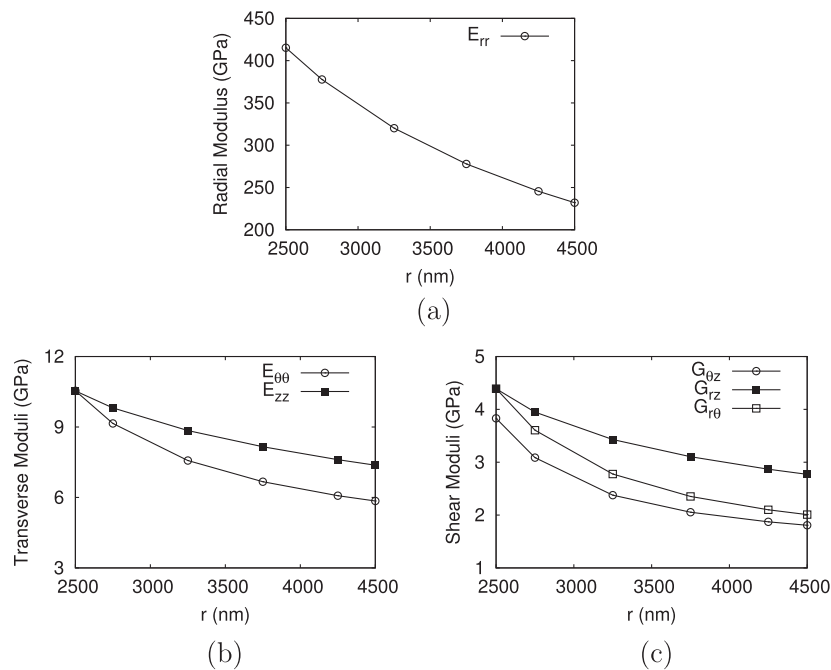 450
400
350
300
250
200
Radial Modulus (GPa)
E_rr
2500 3000 3500 4000 4500
r (nm)
(a)
12
9
6
3
Transverse Moduli (GPa)
E_θθ
E_zz
2500 3000 3500 4000 4500
r (nm)
(b)
5
4
3
2
1
Shear Moduli (GPa)
G_θz
G_rz
G_rθ
2500 3000 3500 4000 4500
r (nm)
(c)